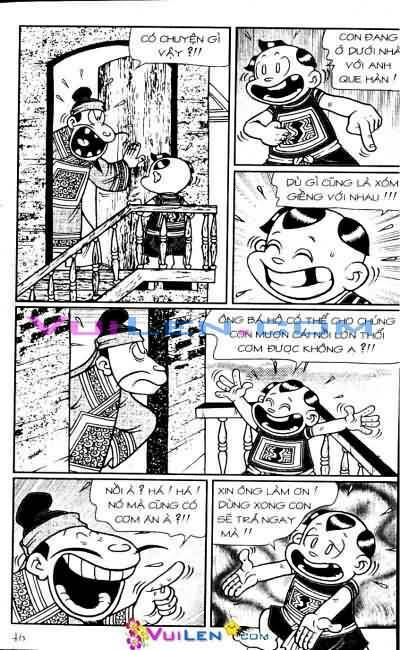 CÓ CHUYỆN GÌ
VẬY ?!!
CON ĐANG
Ở DƯỚI NHÀ
VỚI ANH
QUE HÀN !
DÙ GÌ CŨNG LÀ XÓM
GIỀNG VỚI NHAU !!!
ÔNG BÁ HỘ CÓ THỂ CHO CHÚNG
CON MƯỢN CÁI NỒI LỚN THỔI
CƠM ĐƯỢC KHÔNG Ạ ?!!
VUILEN.COM
NỒI À ? HÁ ! HÁ !
NÓ MÀ CŨNG CÓ
CƠM ĂN À ?!!
XIN ÔNG LÀM ƠN !
DÙNG XONG CON
SẼ TRẢ NGAY
MÀ !!
VUILEN.COM